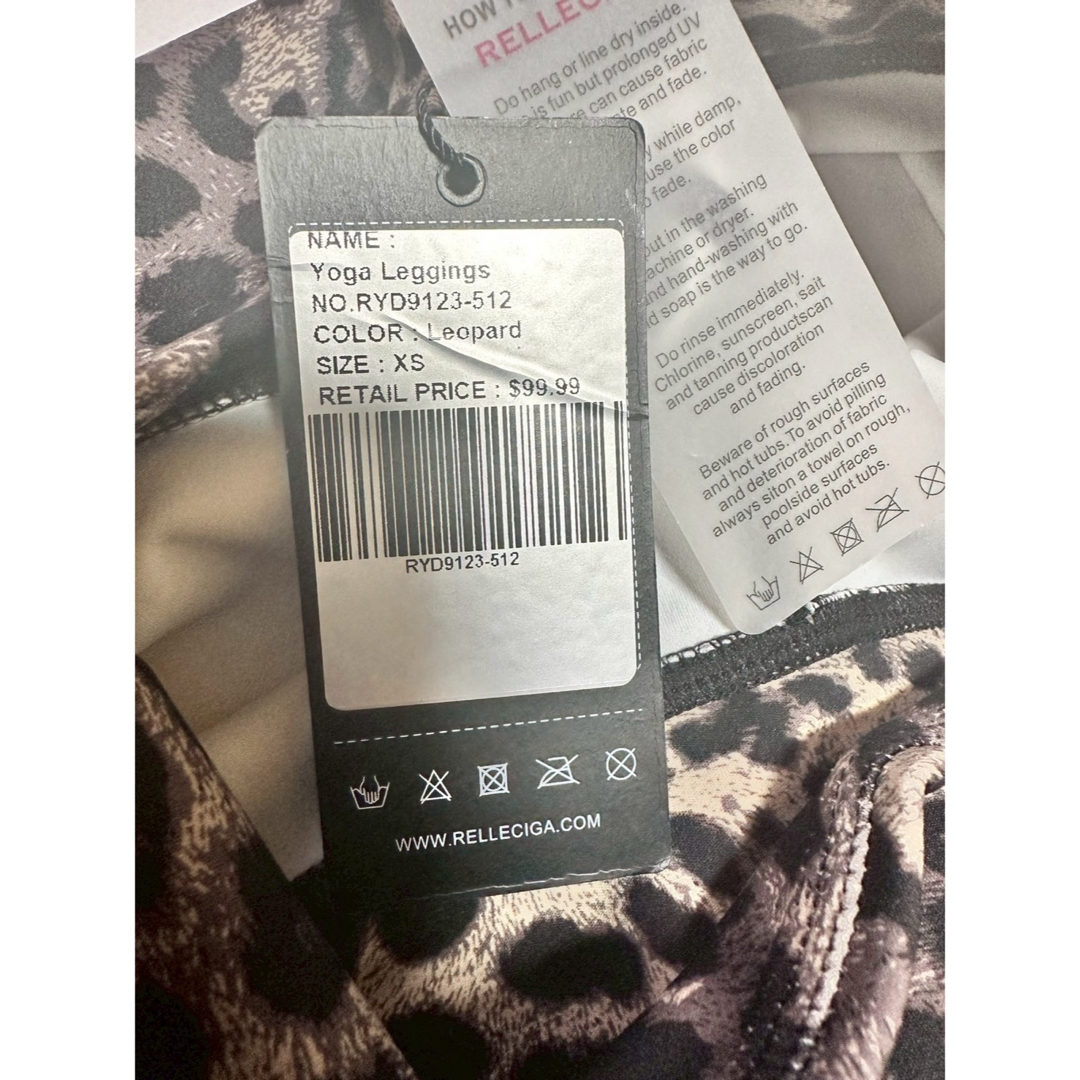 HOW
RELLECI
Do hang or line dry inside.
is fun but prolonged UV
can cause fabric
and fade.
while damp,
the color
fade.
in the washing
or dryer.
and hand-washing with
soap is the way to go.
Do rinse immediately.
Chlorine, sunscreen, salt
and tanning productscan
cause discoloration
and fading.
Beware of rough surfaces
and hot tubs.To avoid pilling
and deterioration of fabric
always siton a towel on rough,
poolside surfaces
and avoid hot tubs.
NAME :
Yoga Leggings
NO.RYD9123-512
COLOR : Leopard
SIZE : XS
RETAIL PRICE : $99.99
RYD9123-512
WWW.RELLECIGA.COM